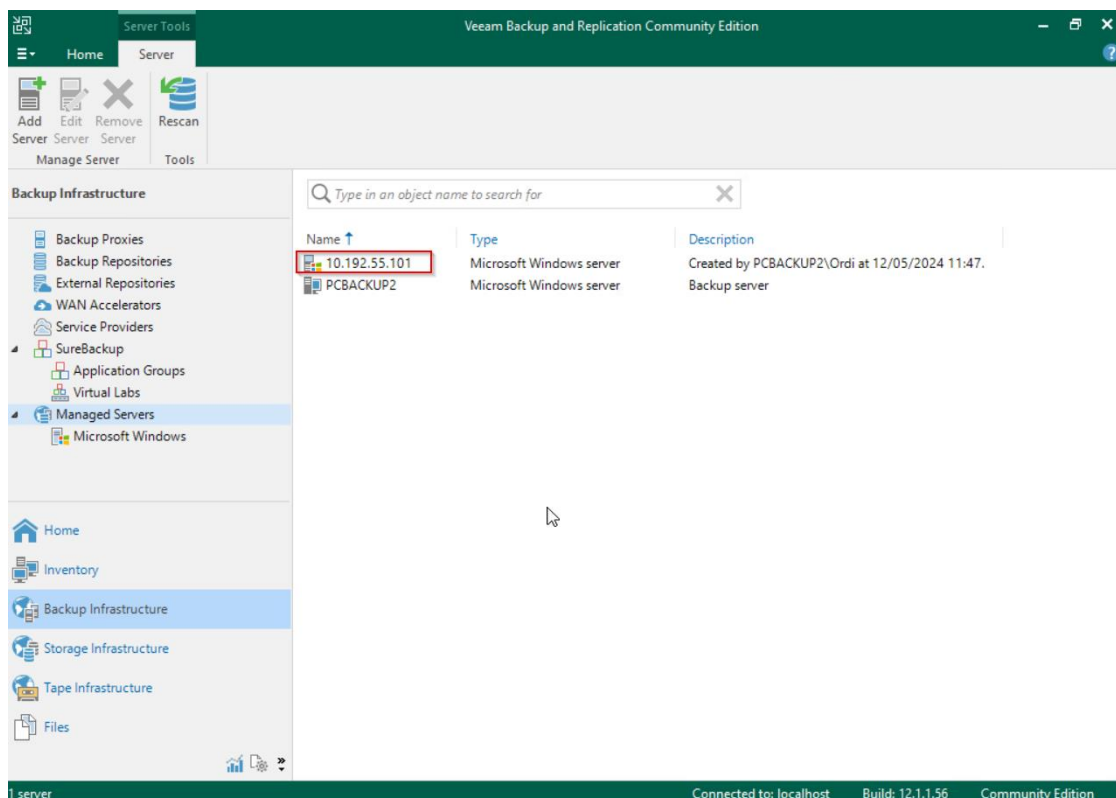 Server Tools
Veeam Backup and Replication Community Edition
Home
Server
Add Server
Edit Server
Remove Server
Rescan
Manage Server
Tools
Backup Infrastructure
Backup Proxies
Backup Repositories
External Repositories
WAN Accelerators
Service Providers
SureBackup
Application Groups
Virtual Labs
Managed Servers
Microsoft Windows
Home
Inventory
Backup Infrastructure
Storage Infrastructure
Tape Infrastructure
Files
Type in an object name to search for
Name Type Description
10.192.55.101 Microsoft Windows server Created by PCBACKUP2\Ordi at 12/05/2024 11:47.
PCBACKUP2 Microsoft Windows server Backup server
1 server
Connected to: localhost Build: 12.1.1.56 Community Edition